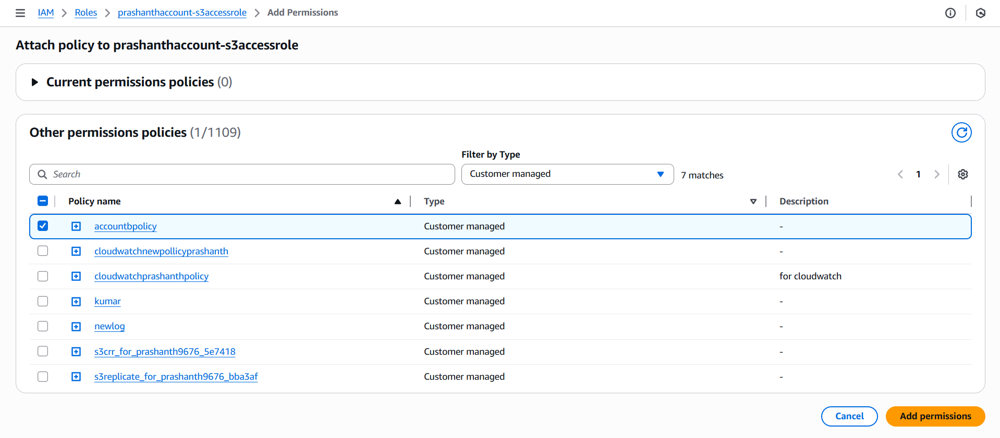 IAM > Roles > prashanthaccount-s3accessrole > Add Permissions
Attach policy to prashanthaccount-s3accessrole
Current permissions policies (0)
Other permissions policies (1/1109)
Filter by Type
Search Customer managed 7 matches 1
Policy name Type Description
accountbpolicy Customer managed -
cloudwatchnewpollicyprashanth Customer managed -
cloudwatchprashanthpolicy Customer managed for cloudwatch
kumar Customer managed -
newlog Customer managed -
s3crr_for_prashanth9676_5e7418 Customer managed -
s3replicate_for_prashanth9676_bba3af Customer managed -
Cancel Add permissions